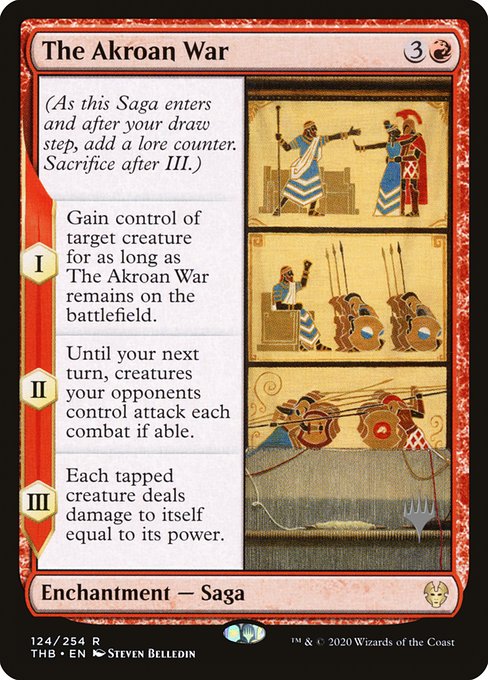 The Akroan War 3
(As this Saga enters
and after your draw
step, add a lore counter.
Sacrifice after III.)
I
Gain control of
target creature
for as long as
The Akroan War
remains on the
battlefield.
II
Until your next
turn, creatures
your opponents
control attack each
combat if able.
III
Each tapped
creature deals
damage to itself
equal to its power.
Enchantment — Saga
124/254 R
THB • EN Steven Belledin
™ & © 2020 Wizards of the Coast